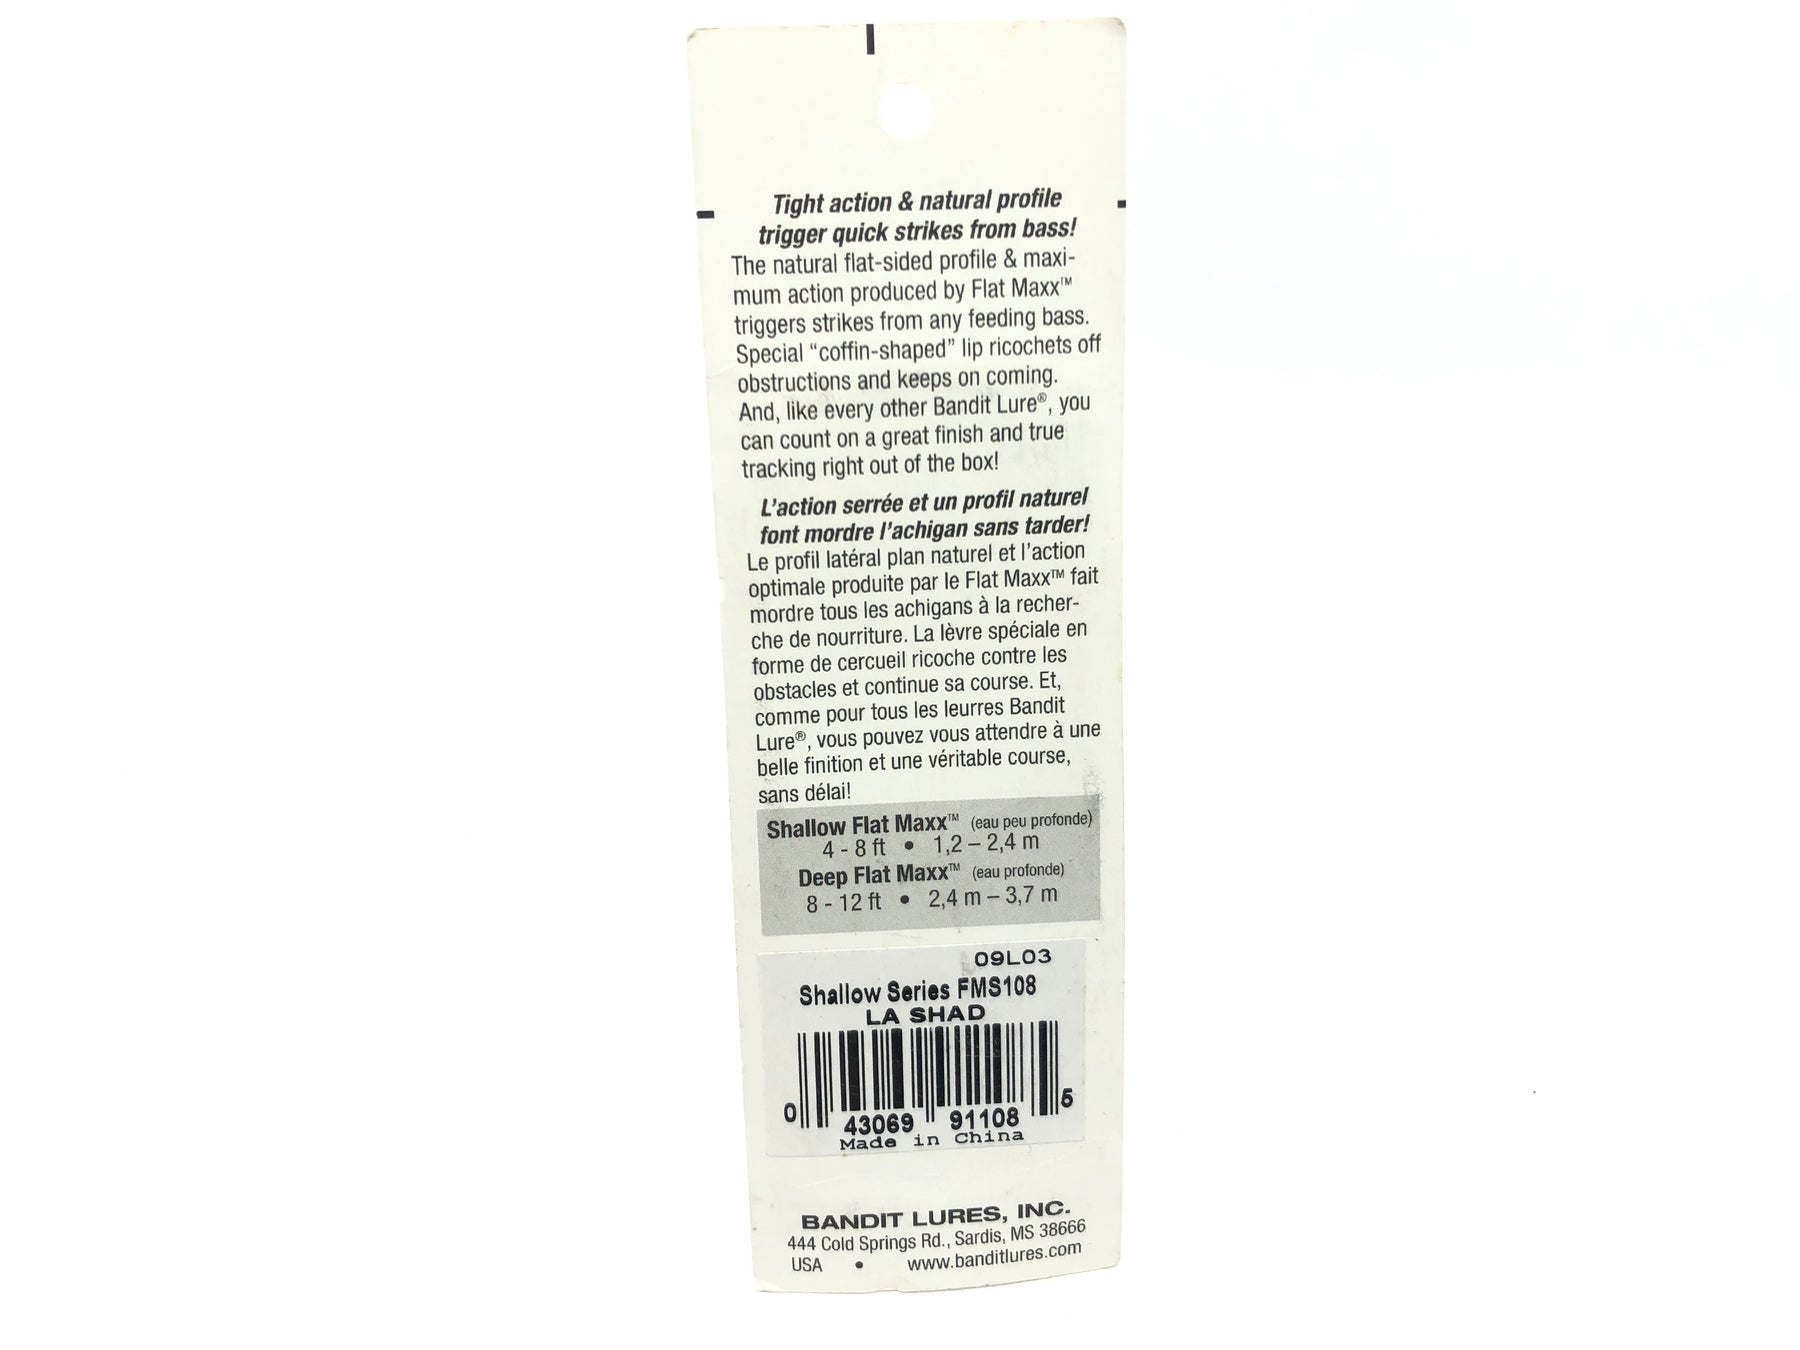 Tight action & natural profile
trigger quick strikes from bass!
The natural flat-sided profile & maxi-
mum action produced by Flat Maxx™
triggers strikes from any feeding bass.
Special “coffin-shaped” lip ricochets off
obstructions and keeps on coming.
And, like every other Bandit Lure®, you
can count on a great finish and true
tracking right out of the box!
L’action serrée et un profil naturel
font mordre l’achigan sans tarder!
Le profil latéral plan naturel et l’action
optimale produite par le Flat Maxx™ fait
mordre tous les achigans à la recher-
che de nourriture. La lèvre spéciale en
forme de cercueil ricoche contre les
obstacles et continue sa course. Et,
comme pour tous les leurres Bandit
Lure®, vous pouvez vous attendre à une
belle finition et une véritable course,
sans délai!
Shallow Flat Maxx™ (eau peu profonde)
4 - 8 ft • 1,2 – 2,4 m
Deep Flat Maxx™ (eau profonde)
8 - 12 ft • 2,4 m – 3,7 m
09L03
Shallow Series FMS108
LA SHAD
0 43069 91108 5
Made in China
BANDIT LURES, INC.
444 Cold Springs Rd., Sardis, MS 38666
USA • www.banditlures.com